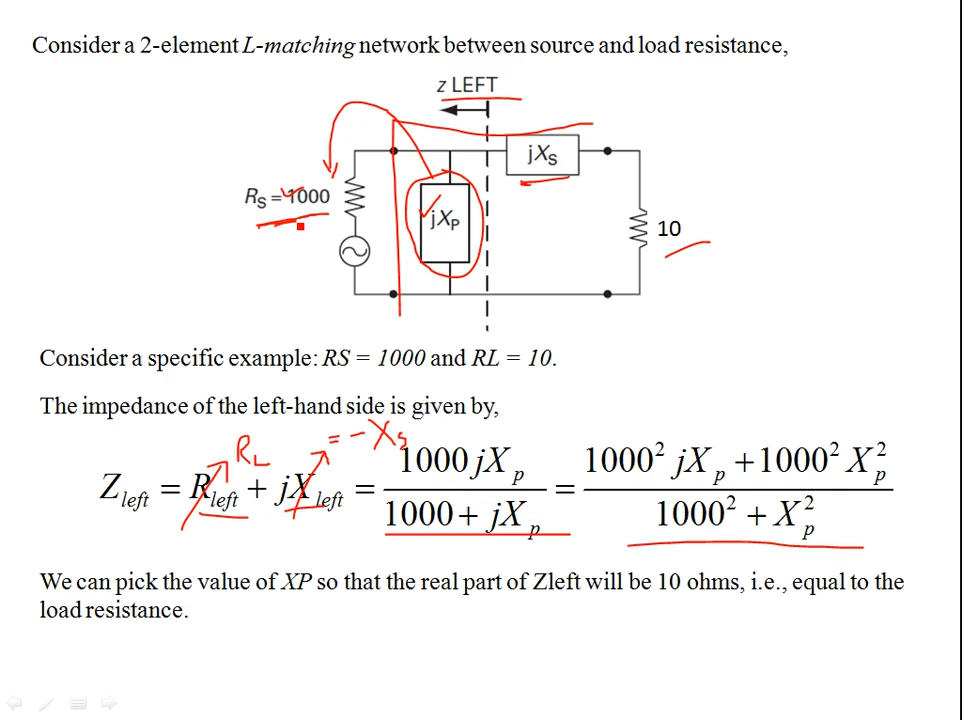 Consider a 2-element L-matching network between source and load resistance,
z LEFT
jXS
RS = 1000
jXP
10
Consider a specific example: RS = 1000 and RL = 10.
The impedance of the left-hand side is given by,
RL
= -Xs
Zleft = Rleft + jXleft = 1000 jXp / 1000 + jXp = 1000² jXp + 1000² Xp² / 1000² + Xp²
We can pick the value of XP so that the real part of Zleft will be 10 ohms, i.e., equal to the
load resistance.